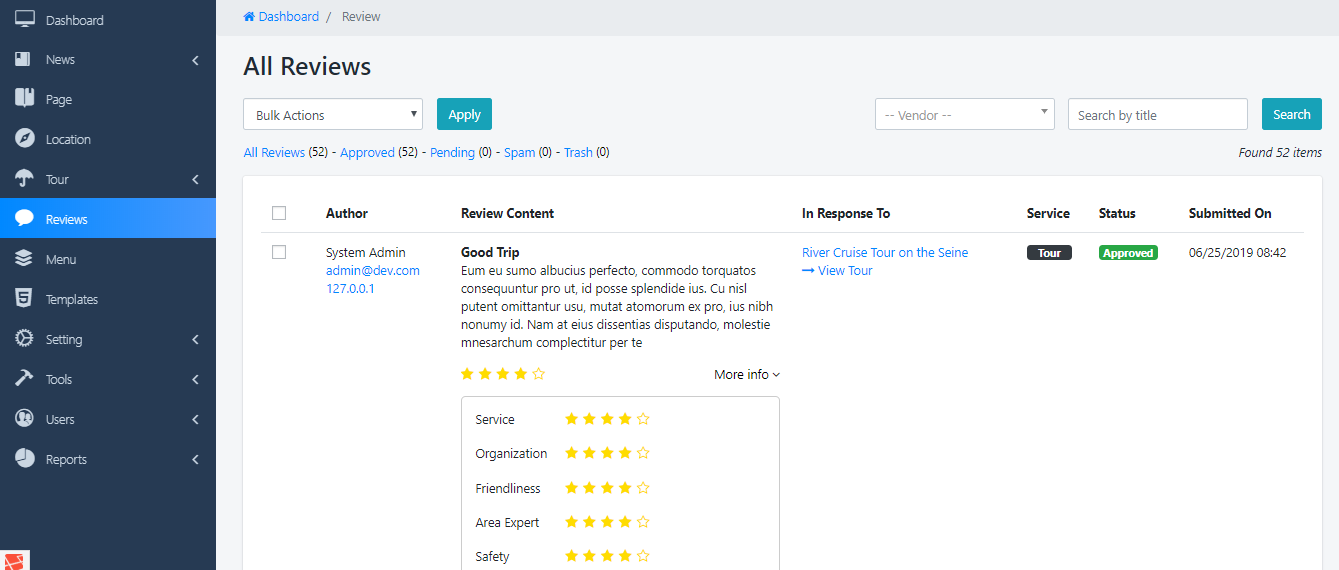 Dashboard
News
Page
Location
Tour
Reviews
Menu
Templates
Setting
Tools
Users
Reports
Dashboard / Review
All Reviews
Bulk Actions
Apply
-- Vendor --
Search by title
Search
All Reviews (52) - Approved (52) - Pending (0) - Spam (0) - Trash (0)
Found 52 items
Author Review Content In Response To Service Status Submitted On
System Admin
admin@dev.com
127.0.0.1
Good Trip
Eum eu sumo albucius perfecto, commodo torquatos
consequuntur pro ut, id posse splendide ius. Cu nisl
putent omittantur usu, mutat atomorum ex pro, ius nibh
nonumy id. Nam at eius dissentias disputando, molestie
mnesarchum complectitur per te
More info
Service
Organization
Friendliness
Area Expert
Safety
River Cruise Tour on the Seine
View Tour
Tour
Approved
06/25/2019 08:42